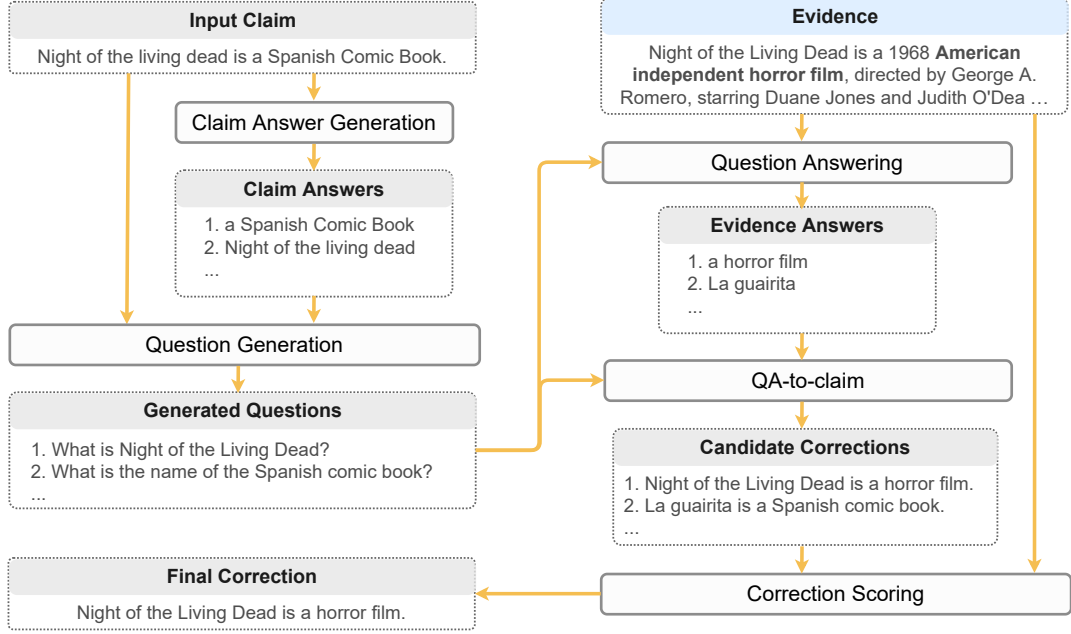 Input Claim
Night of the living dead is a Spanish Comic Book.
Claim Answer Generation
Claim Answers
1. a Spanish Comic Book
2. Night of the living dead
...
Question Generation
Generated Questions
1. What is Night of the Living Dead?
2. What is the name of the Spanish comic book?
...
Evidence
Night of the Living Dead is a 1968 American
independent horror film, directed by George A.
Romero, starring Duane Jones and Judith O'Dea ...
Question Answering
Evidence Answers
1. a horror film
2. La guairita
...
QA-to-claim
Candidate Corrections
1. Night of the Living Dead is a horror film.
2. La guairita is a Spanish comic book.
...
Correction Scoring
Final Correction
Night of the Living Dead is a horror film.